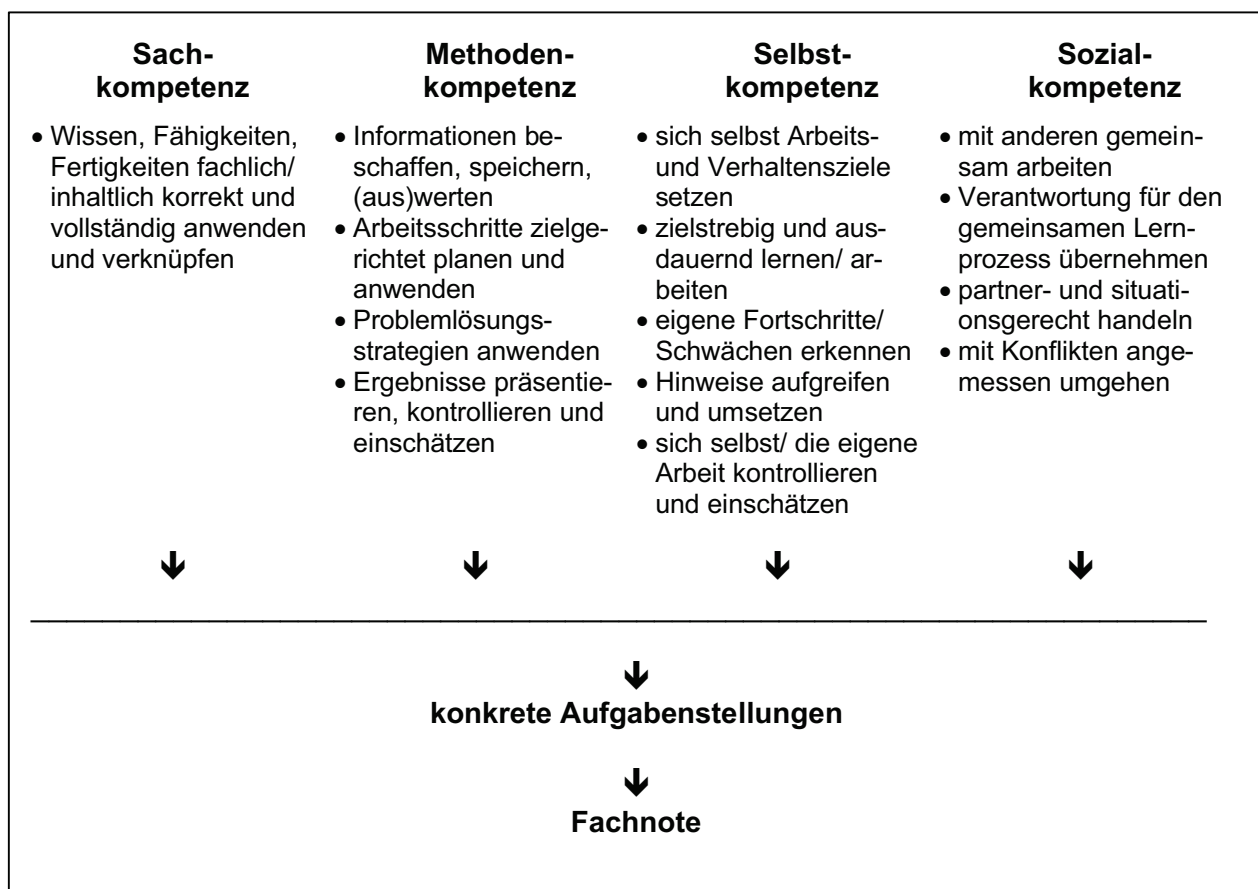 Sach-
kompetenz
• Wissen, Fähigkeiten,
Fertigkeiten fachlich/
inhaltlich korrekt und
vollständig anwenden
und verknüpfen
Methoden-
kompetenz
• Informationen be-
schaffen, speichern,
(aus)werten
• Arbeitsschritte zielge-
richtet planen und
anwenden
• Problemlösungs-
strategien anwenden
• Ergebnisse präsentie-
ren, kontrollieren und
einschätzen
Selbst-
kompetenz
• sich selbst Arbeits-
und Verhaltensziele
setzen
• zielstrebig und aus-
dauernd lernen/ ar-
beiten
• eigene Fortschritte/
Schwächen erkennen
• Hinweise aufgreifen
und umsetzen
• sich selbst/ die eigene
Arbeit kontrollieren
und einschätzen
Sozial-
kompetenz
• mit anderen gemein-
sam arbeiten
• Verantwortung für den
gemeinsamen Lern-
prozess übernehmen
• partner- und situati-
onsgerecht handeln
• mit Konflikten ange-
messen umgehen
konkrete Aufgabenstellungen
Fachnote